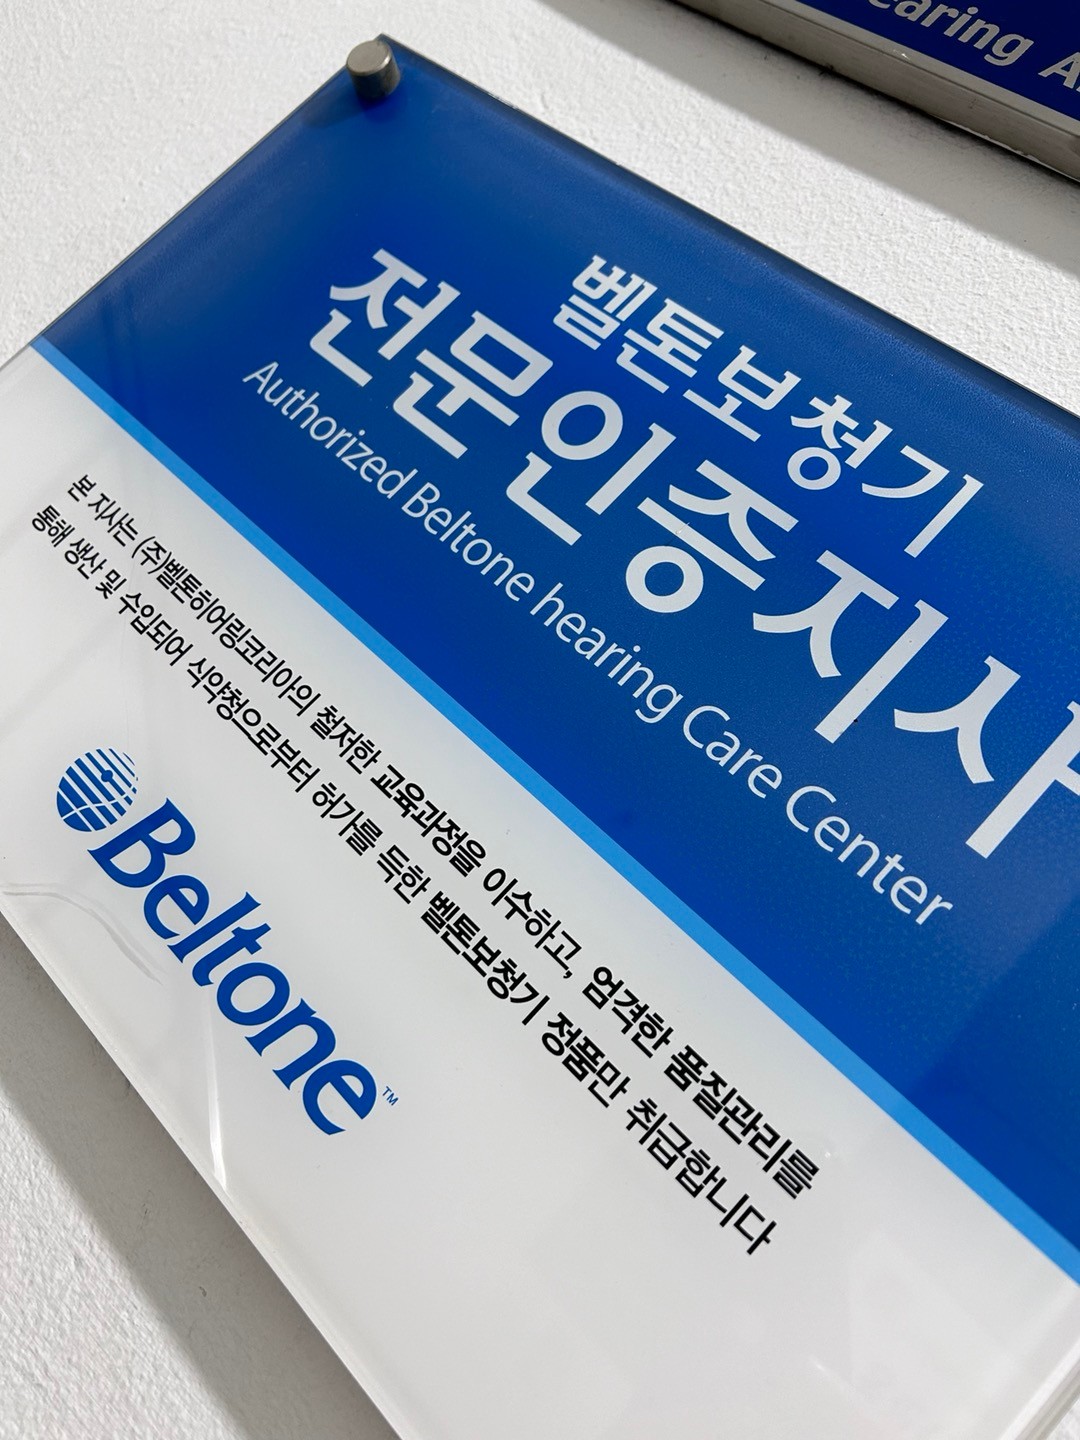 earing
벨톤보청기
전문인증지사
Authorized Beltone hearing Care Center
본 지사는 (주)벨톤히어링코리아의 철저한 교육과정을 이수하고, 엄격한 품질관리를
통해 생산 및 수입되어 식약청으로부터 허가를 득한 벨톤보청기 정품만 취급합니다
Beltone™